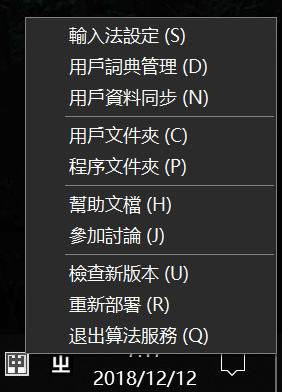 輸入法設定 (S)
用戶詞典管理 (D)
用戶資料同步 (N)
用戶文件夾 (C)
程序文件夾 (P)
幫助文檔 (H)
參加討論 (J)
檢查新版本 (U)
重新部署 (R)
退出算法服務 (Q)
2018/12/12